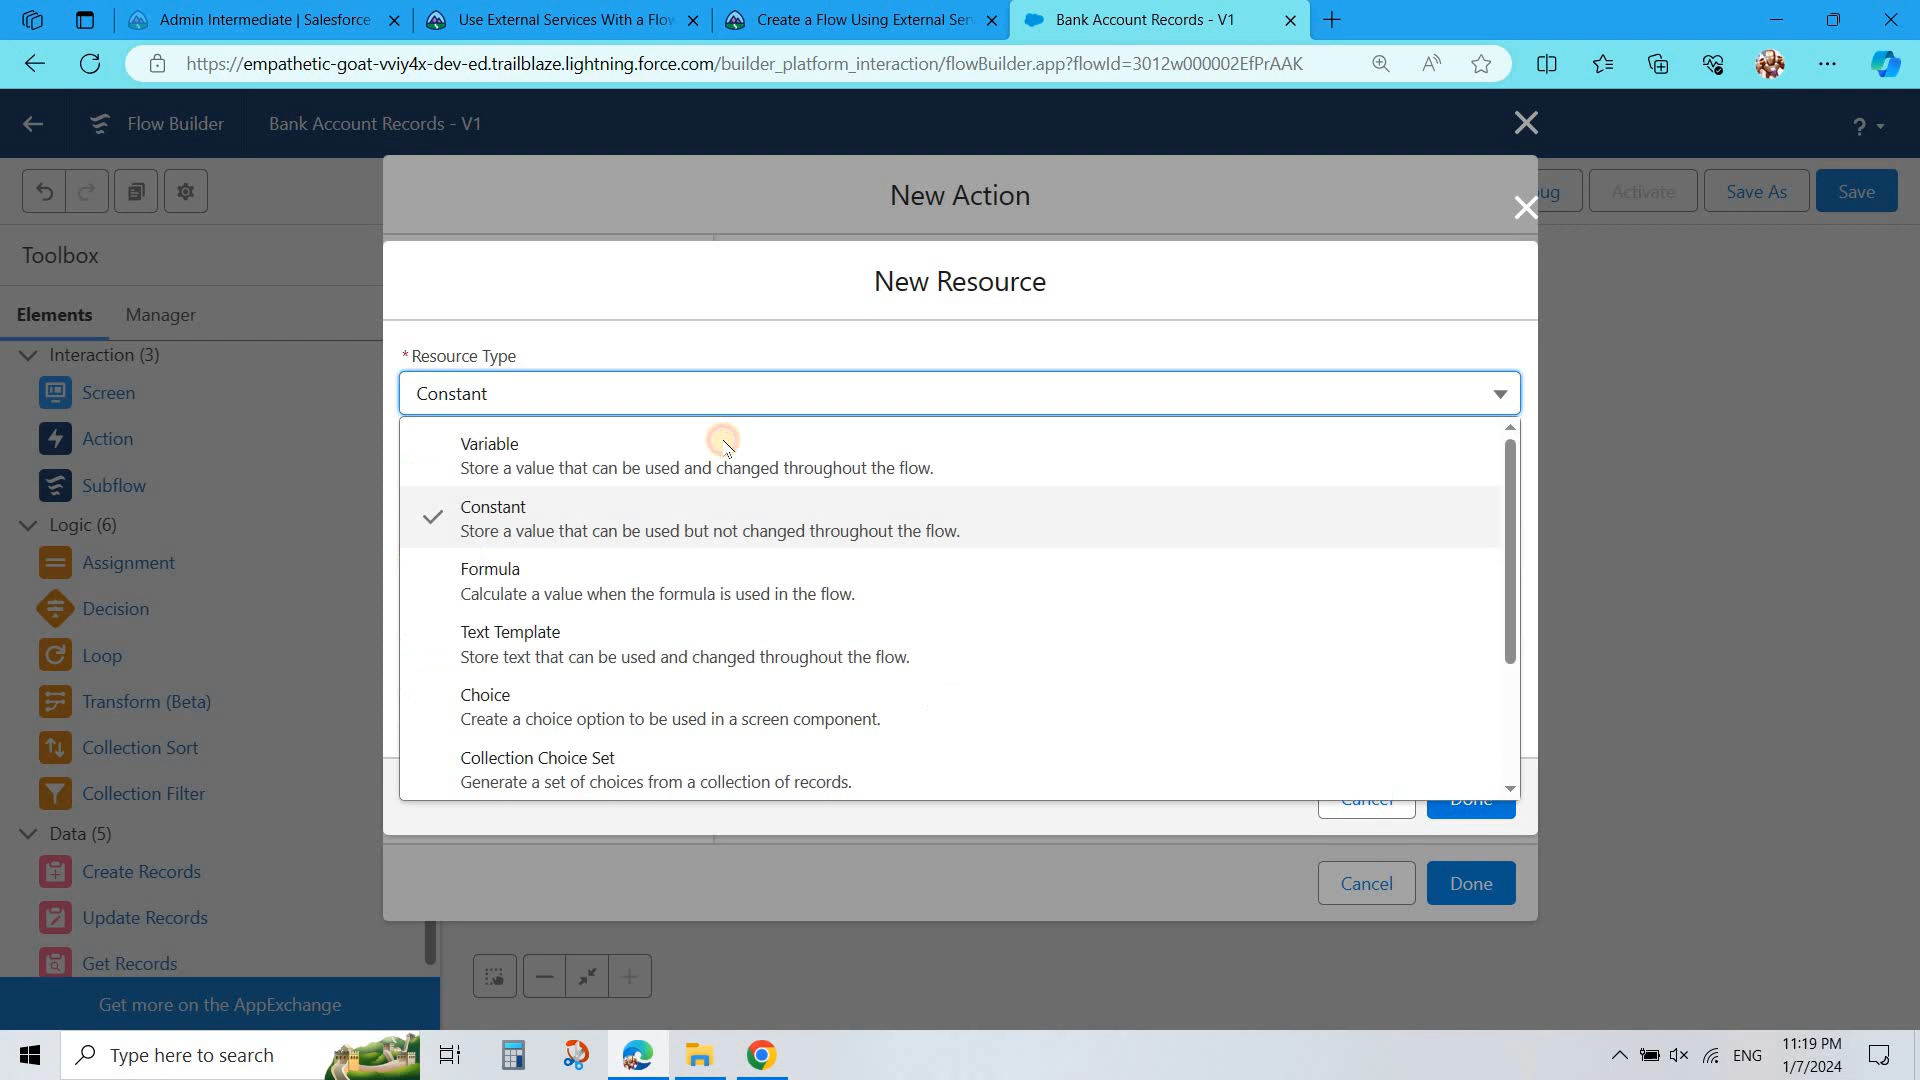 Admin Intermediate | Salesforce
Use External Services With a Flow
Create a Flow Using External Ser
Bank Account Records - V1
https://empathetic-goat-vviy4x-dev-ed.trailblaze.lightning.force.com/builder_platform_interaction/flowBuilder.app?flowId=3012w000002EfPrAAK
Flow Builder
Bank Account Records - V1
?
New Action
ug
Activate
Save As
Save
Toolbox
New Resource
Elements
Manager
Interaction (3)
Screen
Action
Subflow
Logic (6)
Assignment
Decision
Loop
Transform (Beta)
Collection Sort
Collection Filter
Data (5)
Create Records
Update Records
Get Records
Get more on the AppExchange
* Resource Type
Constant
Variable
Store a value that can be used and changed throughout the flow.
Constant
Store a value that can be used but not changed throughout the flow.
Formula
Calculate a value when the formula is used in the flow.
Text Template
Store text that can be used and changed throughout the flow.
Choice
Create a choice option to be used in a screen component.
Collection Choice Set
Generate a set of choices from a collection of records.
Cancel
Done
Cancel
Done
Type here to search
ENG
11:19 PM
1/7/2024